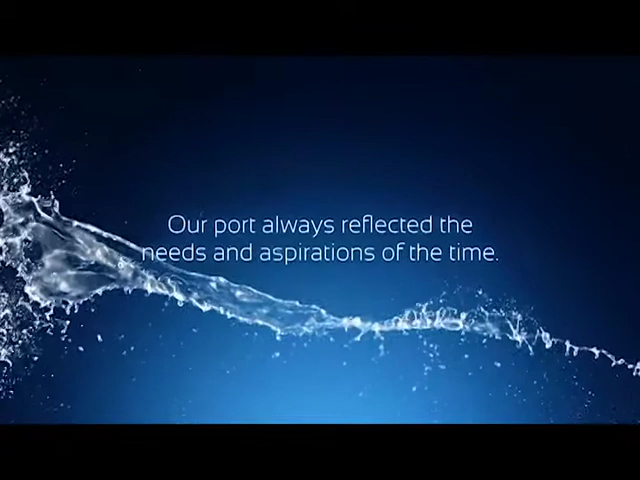 Our port always reflected the
needs and aspirations of the time.